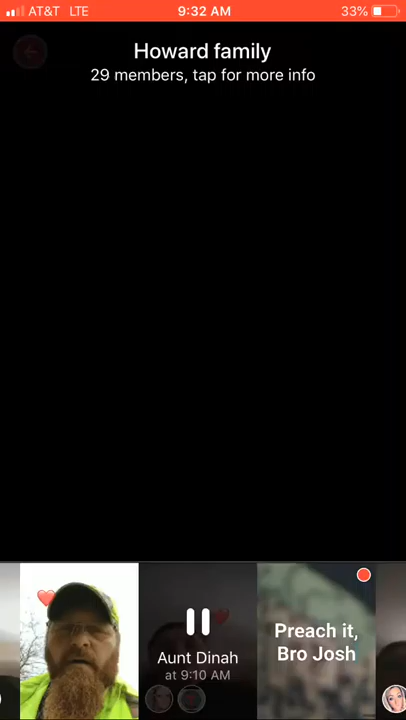 AT&T LTE 9:32 AM 33%
Howard family
29 members, tap for more info
Aunt Dinah
at 9:10 AM
Preach it,
Bro Josh